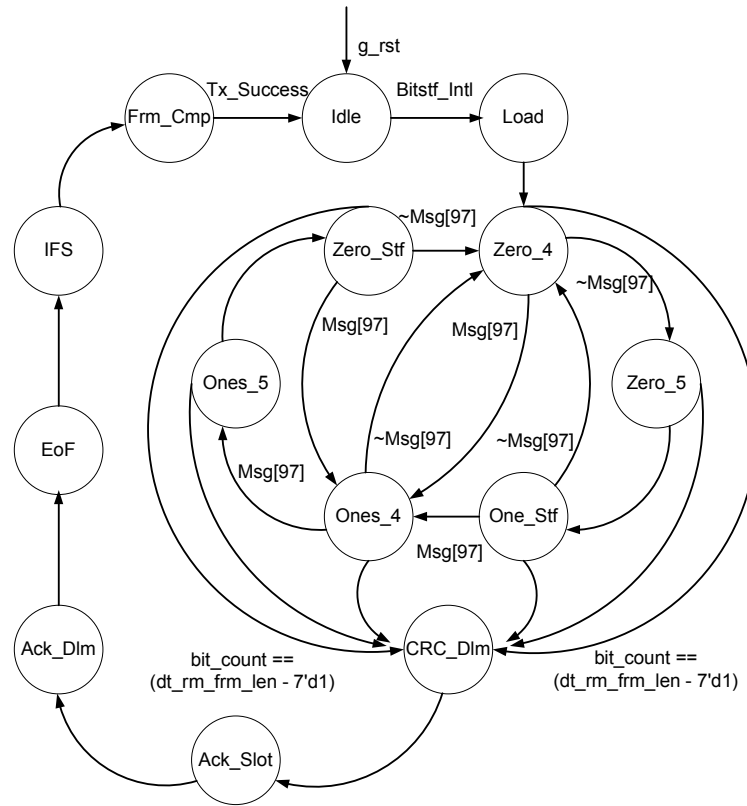 g_rst
Tx_Success
Bitstf_Intl
Frm_Cmp
Idle
Load
~Msg[97]
IFS
Zero_Stf
Zero_4
~Msg[97]
Msg[97]
Msg[97]
Ones_5
Zero_5
~Msg[97]
~Msg[97]
EoF
Msg[97]
Ones_4
One_Stf
Msg[97]
Ack_Dlm
CRC_Dlm
bit_count ==
(dt_rm_frm_len - 7'd1)
bit_count ==
(dt_rm_frm_len - 7'd1)
Ack_Slot